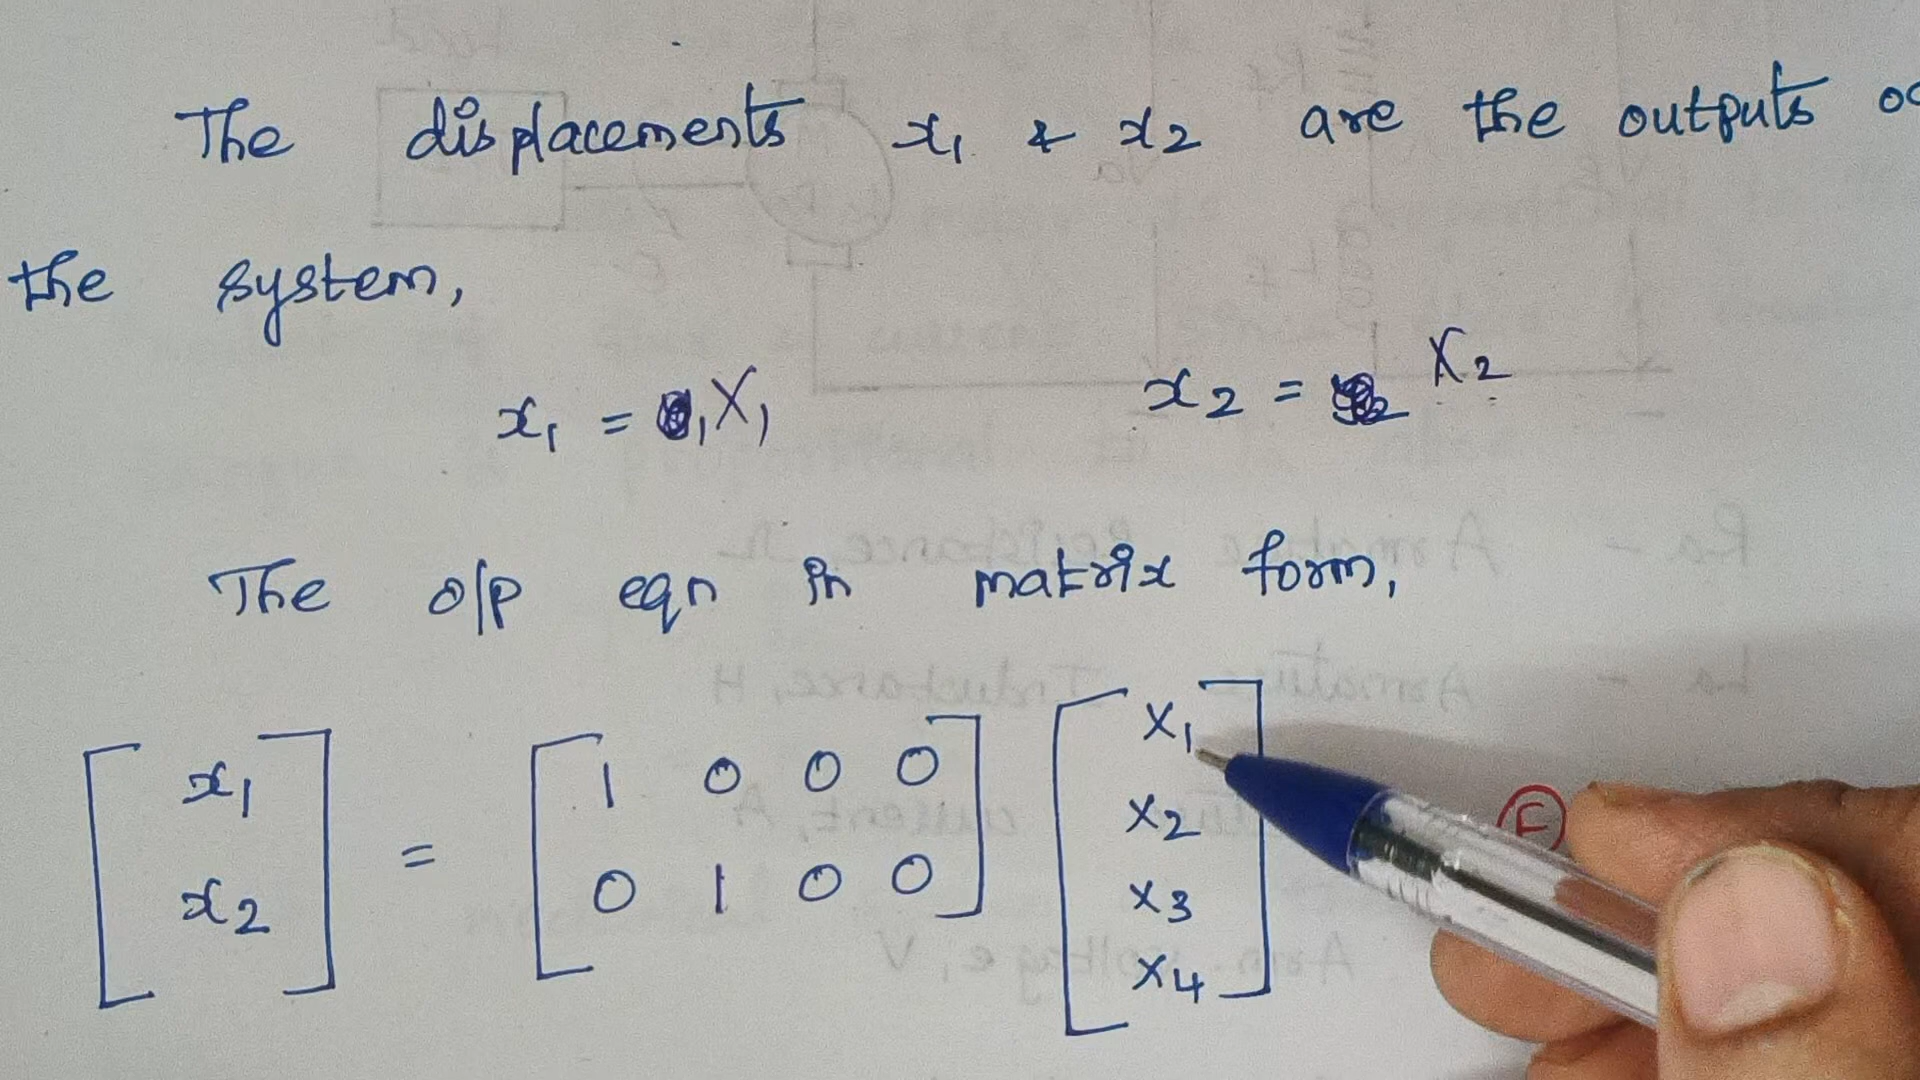 The displacements x1 & x2 are the outputs of
the system,
x1 = X1 x2 = X2
The o/p eqn in matrix form,
[x1 x2] = [1 0 0 0
0 1 0 0] [X1 X2 X3 X4]
F